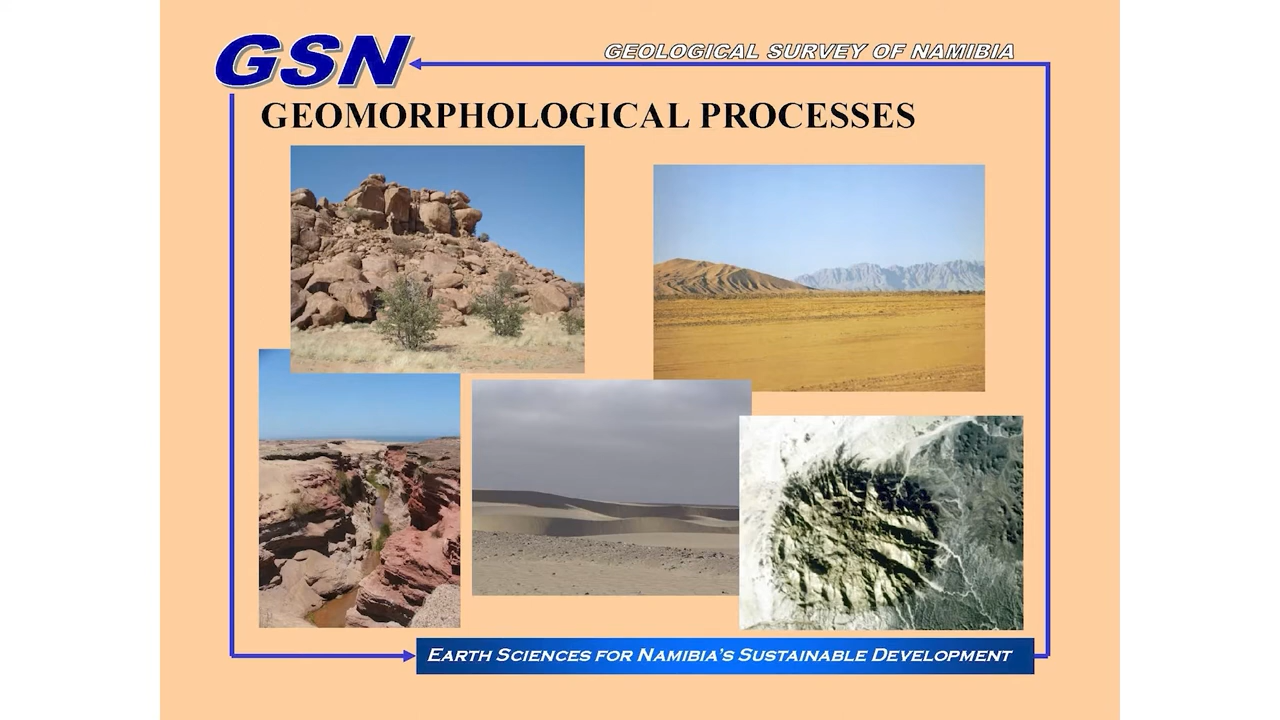 GSN
GEOLOGICAL SURVEY OF NAMIBIA
GEOMORPHOLOGICAL PROCESSES
EARTH SCIENCES FOR NAMIBIA'S SUSTAINABLE DEVELOPMENT